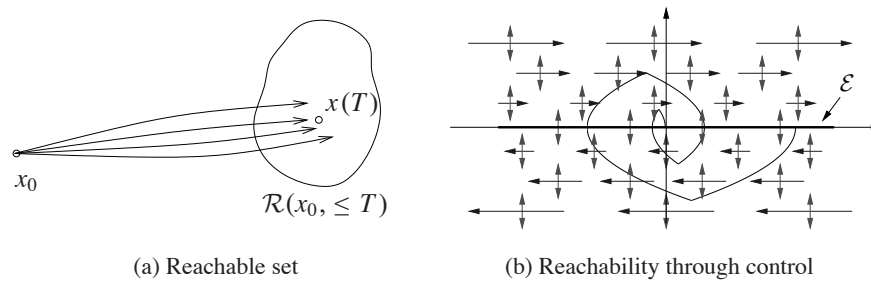 x(T)
x₀
ℛ(x₀, ≤ T)
ℰ
(a) Reachable set
(b) Reachability through control